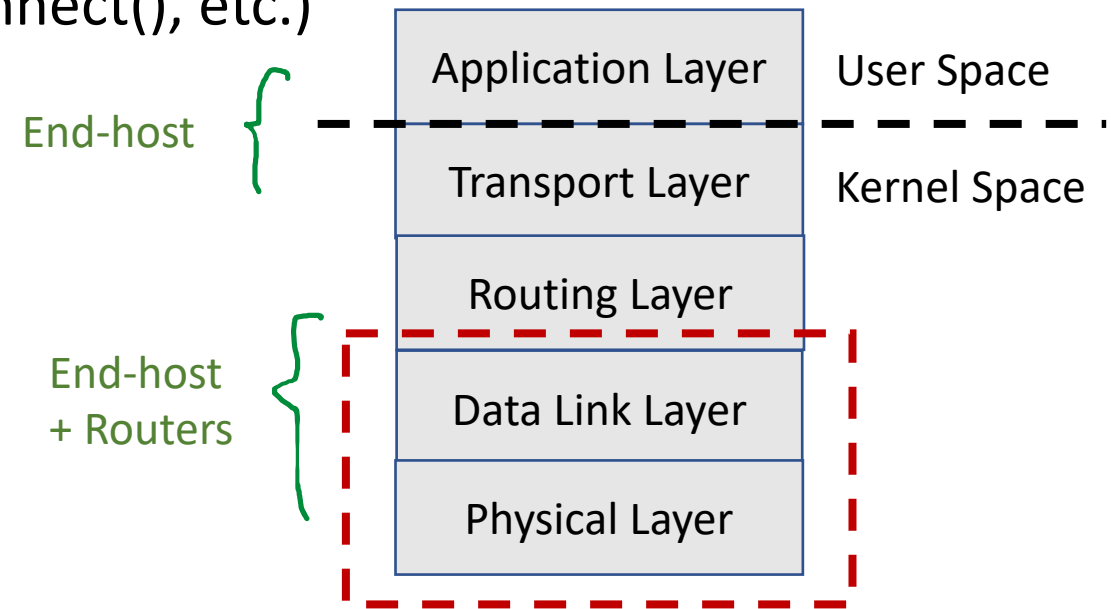 nnect(), etc.)
Application Layer
User Space
End-host
Transport Layer
Kernel Space
Routing Layer
End-host
+ Routers
Data Link Layer
Physical Layer